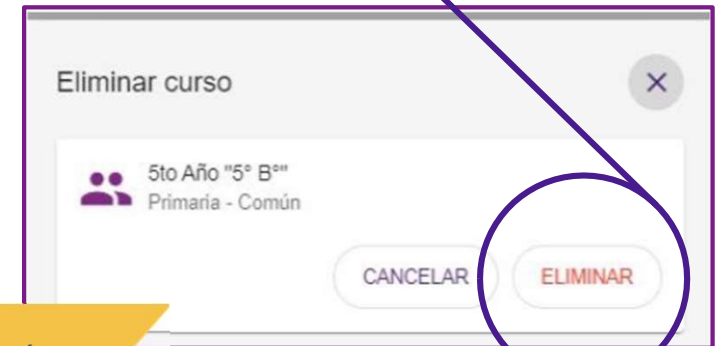 Eliminar curso
5to Año "5° B°"
Primaria - Común
CANCELAR
ELIMINAR